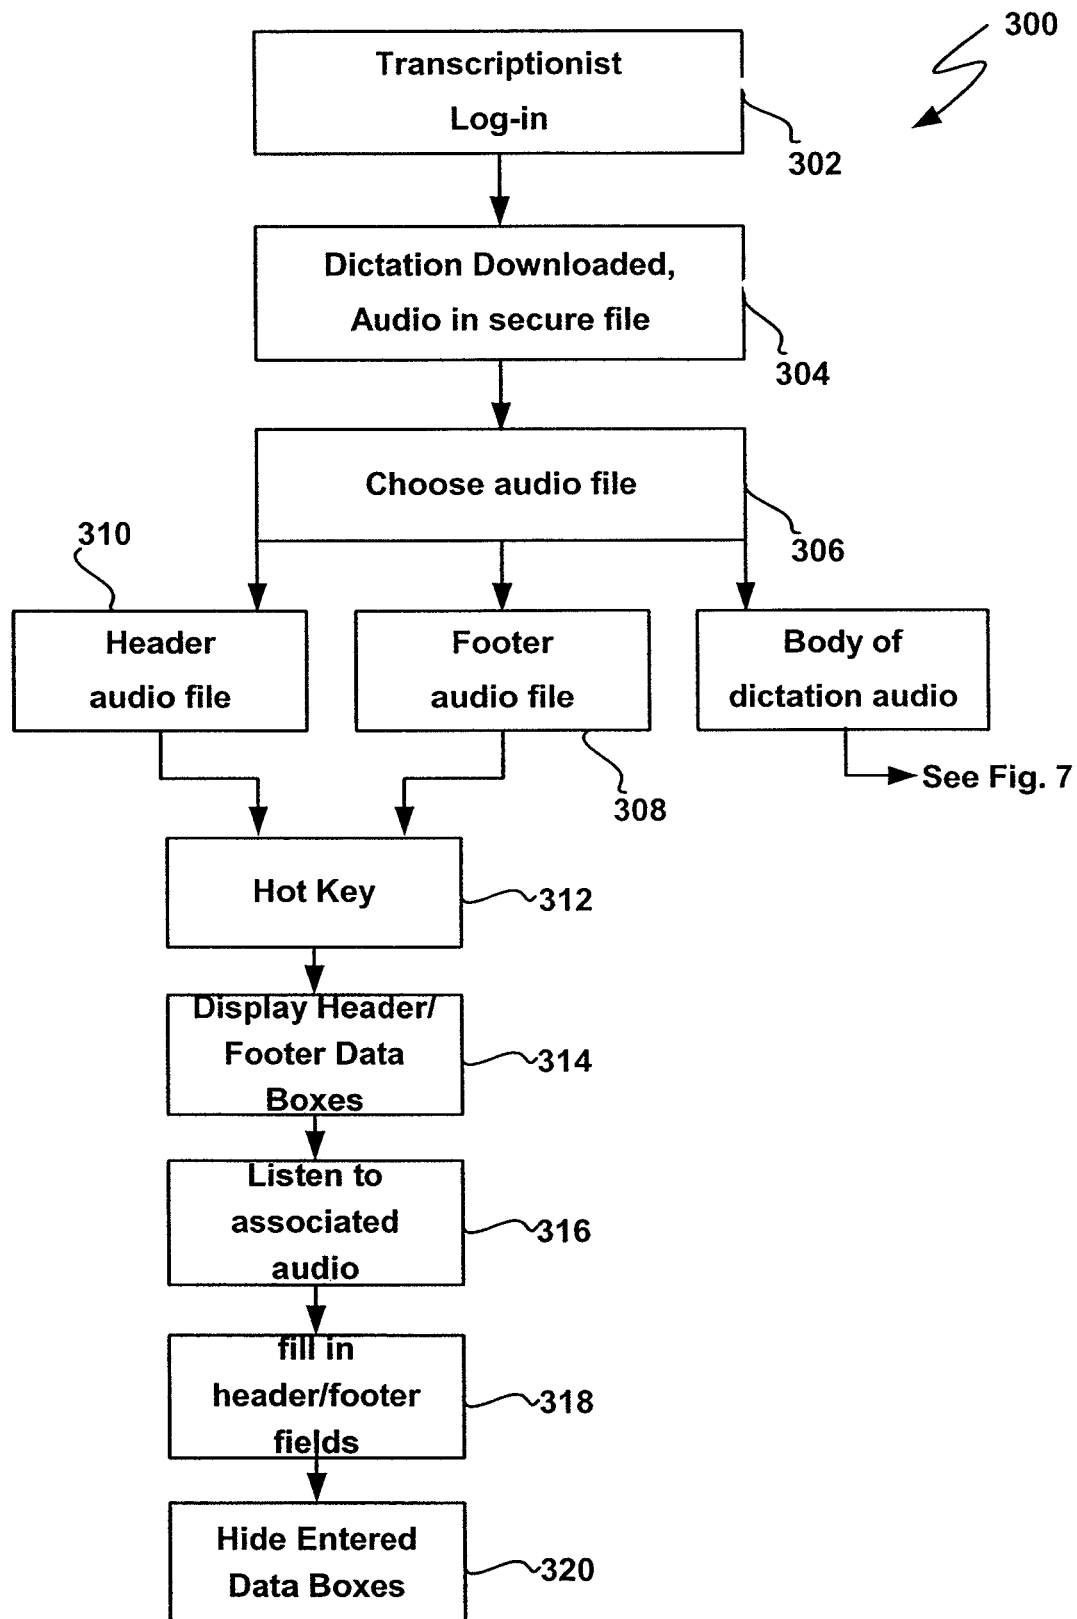 300
Transcriptionist
Log-in
302
Dictation Downloaded,
Audio in secure file
304
Choose audio file
306
310
Header
audio file
Footer
audio file
308
Body of
dictation audio
See Fig. 7
Hot Key
312
Display Header/
Footer Data
Boxes
314
Listen to
associated
audio
316
fill in
header/footer
fields
318
Hide Entered
Data Boxes
320